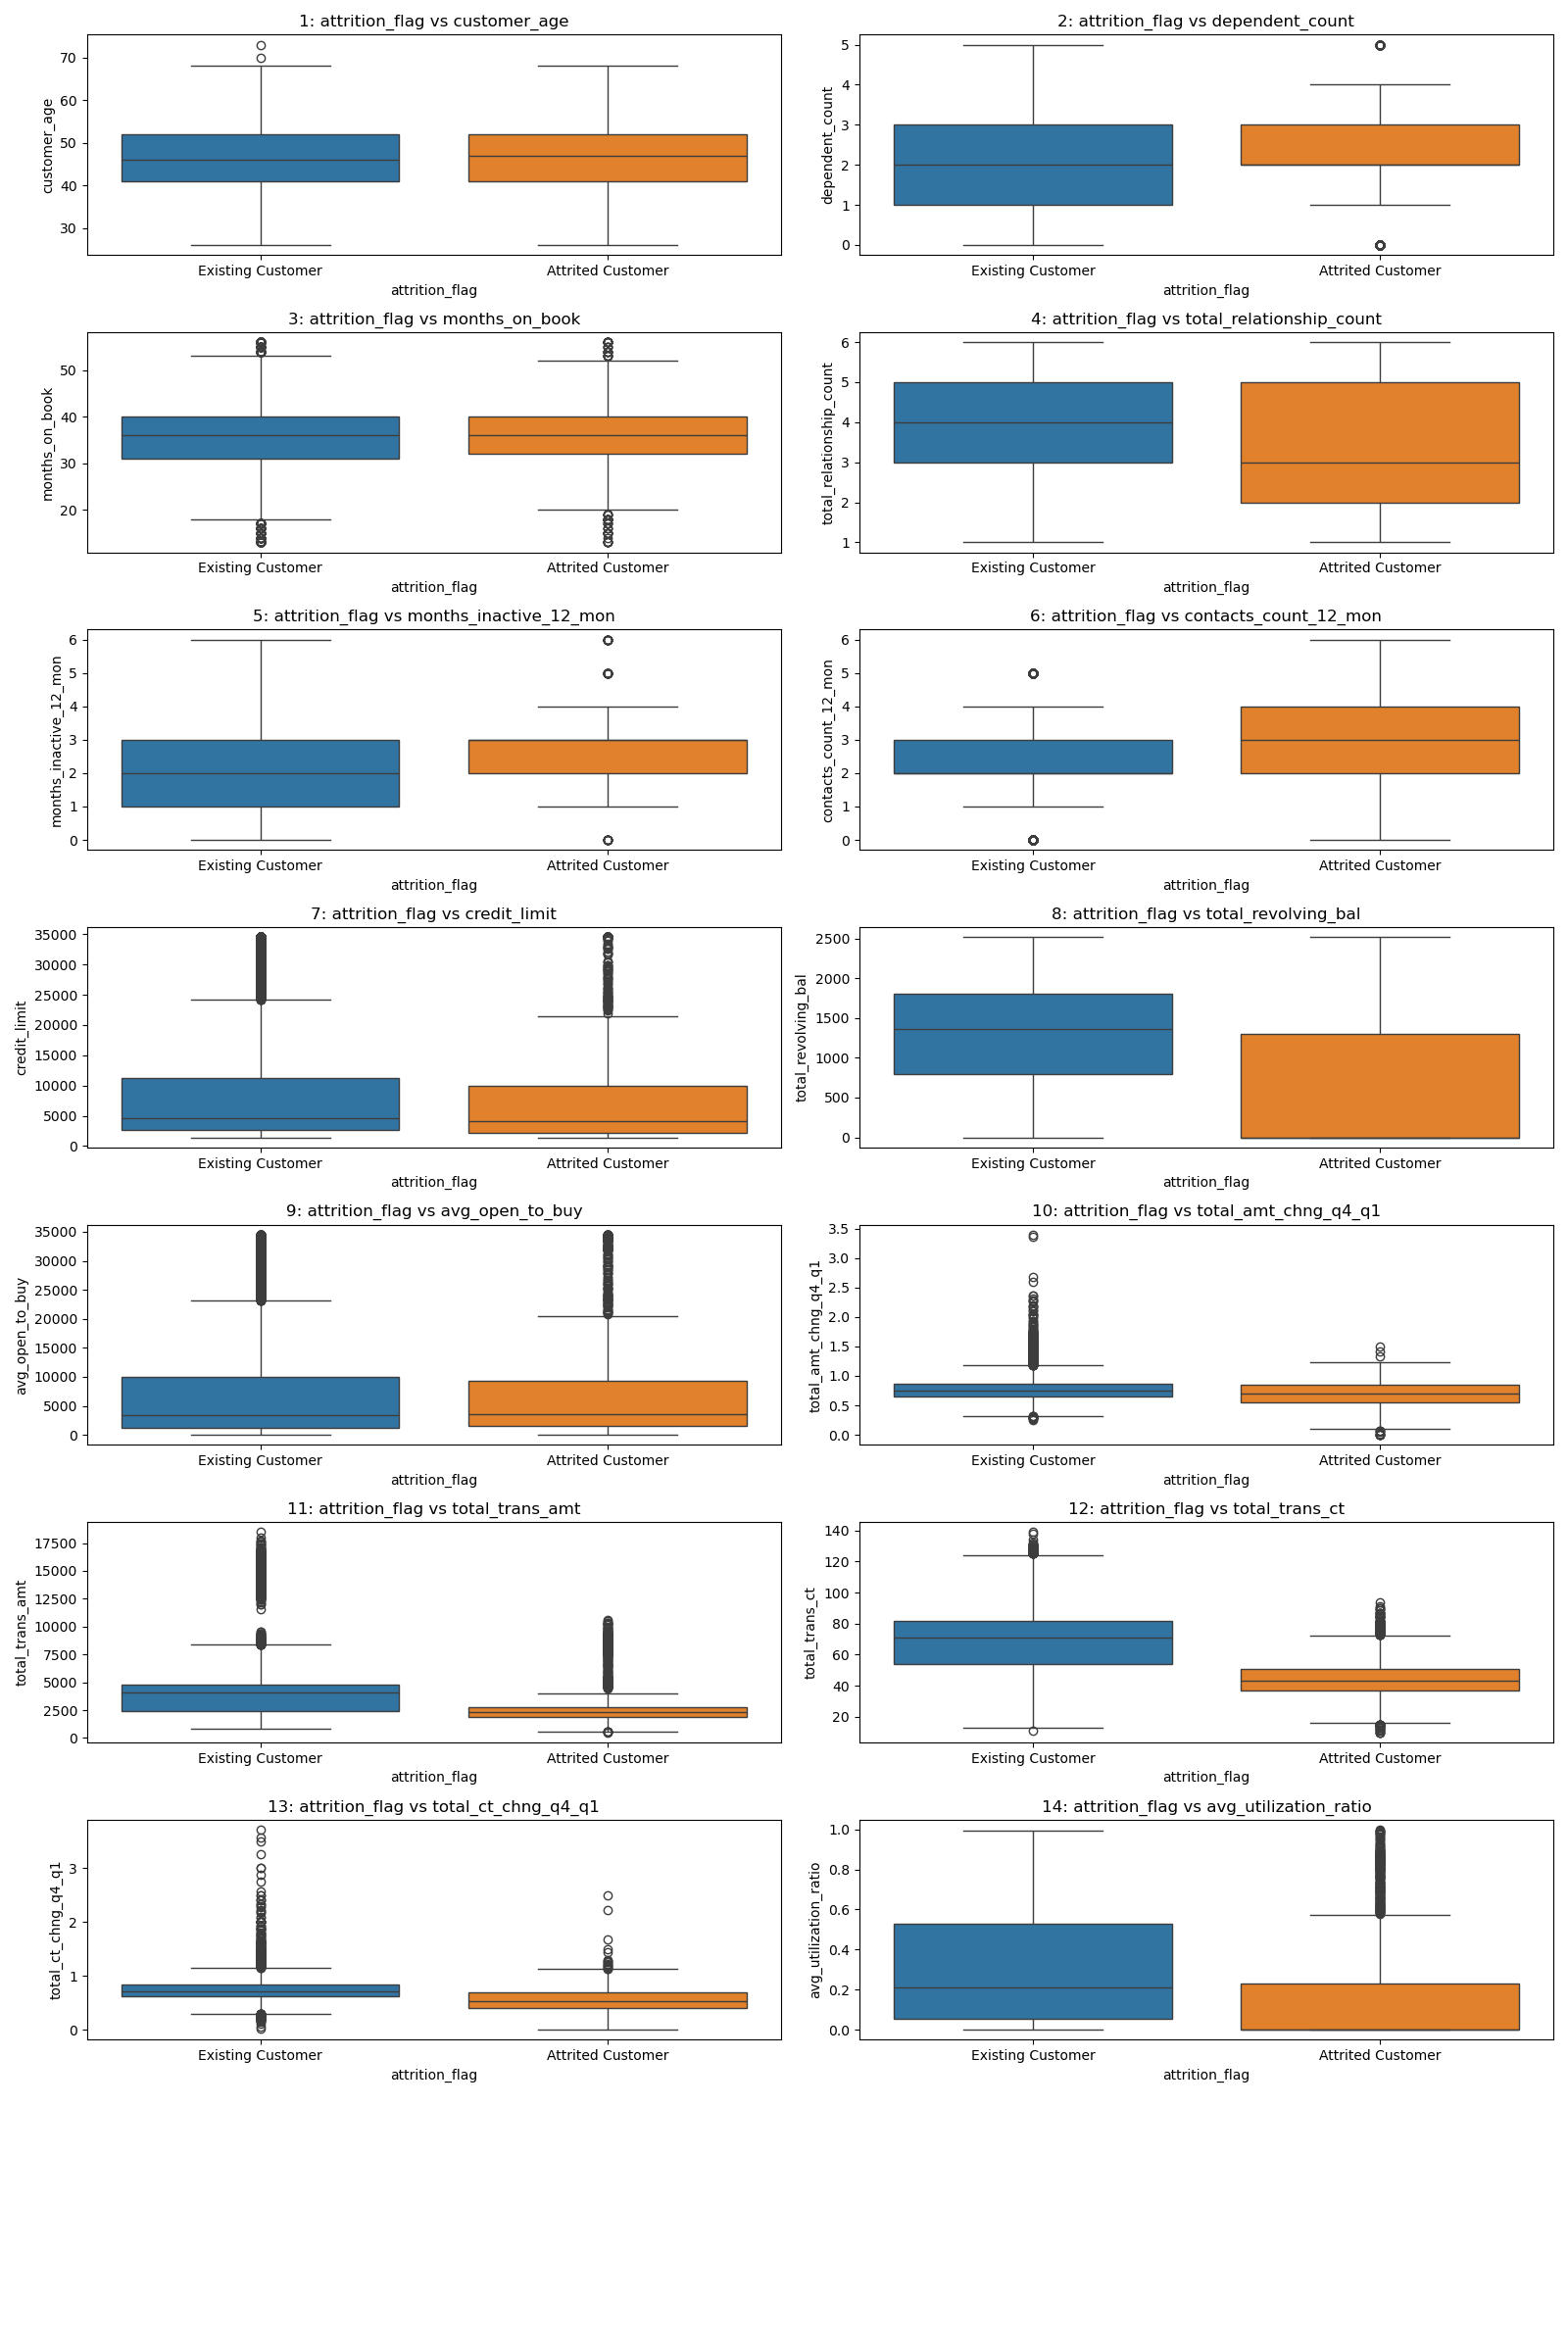 1: attrition_flag vs customer_age
customer_age
70
60
50
40
30
Existing Customer
Attrited Customer
attrition_flag
2: attrition_flag vs dependent_count
dependent_count
5
4
3
2
1
0
Existing Customer
Attrited Customer
attrition_flag
3: attrition_flag vs months_on_book
months_on_book
50
40
30
20
Existing Customer
Attrited Customer
attrition_flag
4: attrition_flag vs total_relationship_count
total_relationship_count
6
5
4
3
2
1
Existing Customer
Attrited Customer
attrition_flag
5: attrition_flag vs months_inactive_12_mon
months_inactive_12_mon
6
5
4
3
2
1
0
Existing Customer
Attrited Customer
attrition_flag
6: attrition_flag vs contacts_count_12_mon
contacts_count_12_mon
6
5
4
3
2
1
0
Existing Customer
Attrited Customer
attrition_flag
7: attrition_flag vs credit_limit
credit_limit
35000
30000
25000
20000
15000
10000
5000
0
Existing Customer
Attrited Customer
attrition_flag
8: attrition_flag vs total_revolving_bal
total_revolving_bal
2500
2000
1500
1000
500
0
Existing Customer
Attrited Customer
attrition_flag
9: attrition_flag vs avg_open_to_buy
avg_open_to_buy
35000
30000
25000
20000
15000
10000
5000
0
Existing Customer
Attrited Customer
attrition_flag
10: attrition_flag vs total_amt_chng_q4_q1
total_amt_chng_q4_q1
3.5
3.0
2.5
2.0
1.5
1.0
0.5
0.0
Existing Customer
Attrited Customer
attrition_flag
11: attrition_flag vs total_trans_amt
total_trans_amt
17500
15000
12500
10000
7500
5000
2500
0
Existing Customer
Attrited Customer
attrition_flag
12: attrition_flag vs total_trans_ct
total_trans_ct
140
120
100
80
60
40
20
Existing Customer
Attrited Customer
attrition_flag
13: attrition_flag vs total_ct_chng_q4_q1
total_ct_chng_q4_q1
3
2
1
0
Existing Customer
Attrited Customer
attrition_flag
14: attrition_flag vs avg_utilization_ratio
avg_utilization_ratio
1.0
0.8
0.6
0.4
0.2
0.0
Existing Customer
Attrited Customer
attrition_flag